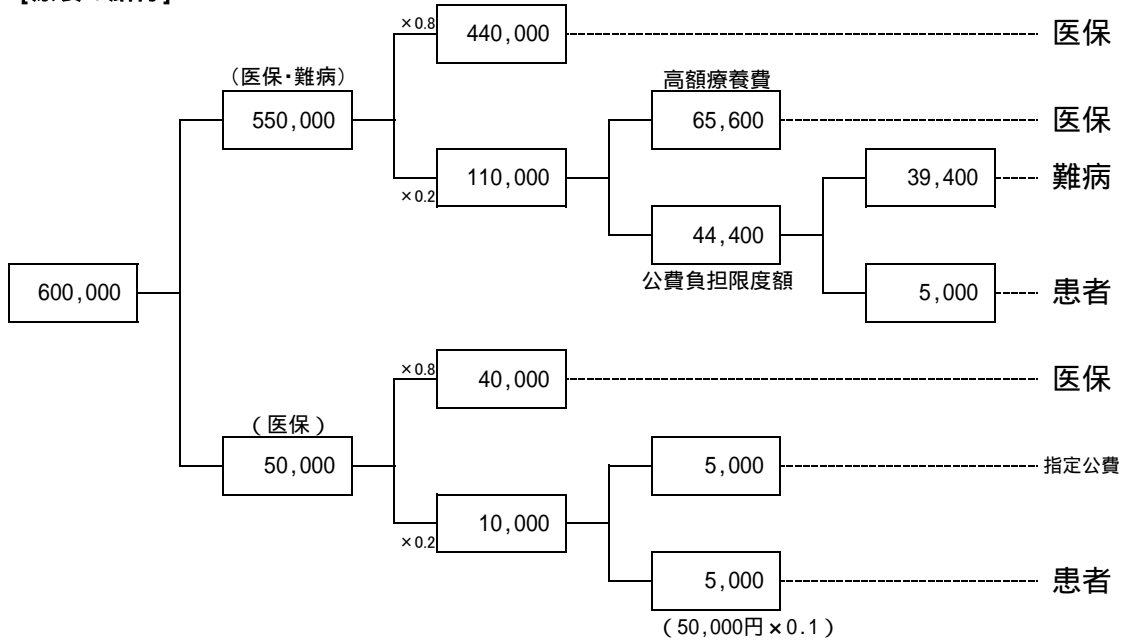 ×0.8
440,000
医保
(医保・難病)
550,000
高額療養費
65,600
医保
×0.2
110,000
39,400
難病
44,400
公費負担限度額
5,000
患者
600,000
×0.8
40,000
医保
(医保)
50,000
5,000
指定公費
×0.2
10,000
5,000
患者
(50,000円×0.1)